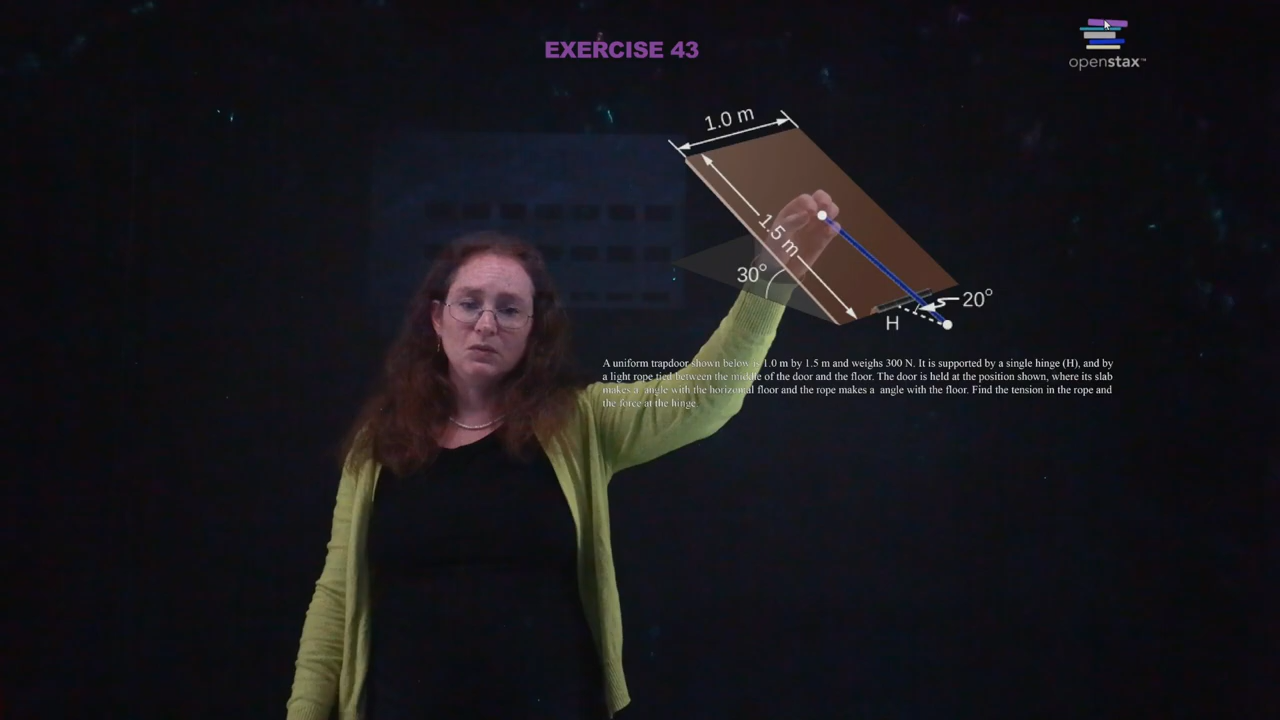 EXERCISE 43
openstax™
1.0 m
1.5 m
30°
20°
H
A uniform trapdoor shown below is 1.0 m by 1.5 m and weighs 300 N. It is supported by a single hinge (H), and by
a light rope tied between the middle of the door and the floor. The door is held at the position shown, where its slab
makes a angle with the horizontal floor and the rope makes a angle with the floor. Find the tension in the rope and
the force at the hinge.